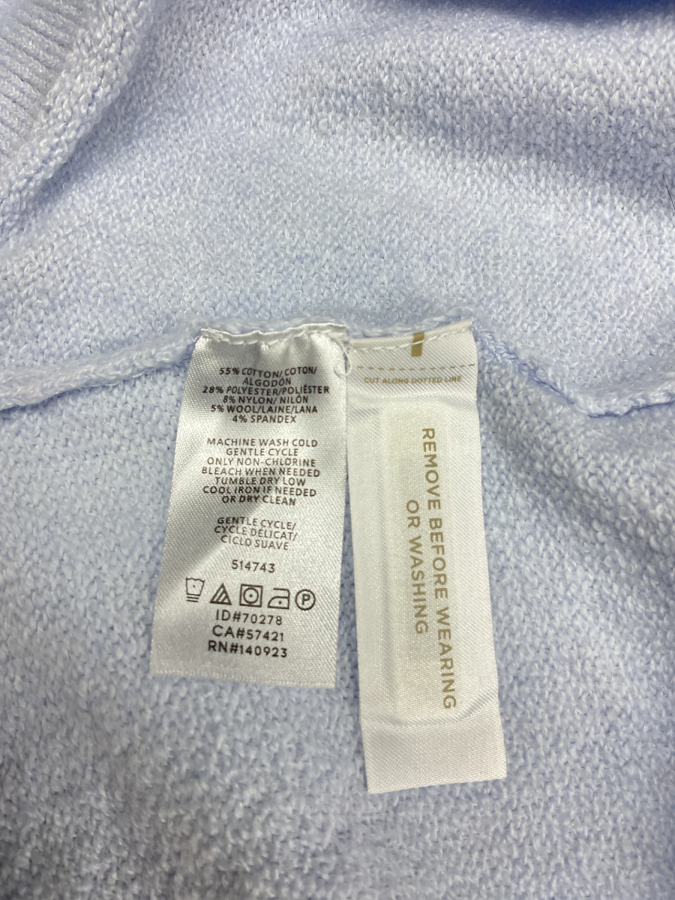 55% COTTON/ COTON/
ALGODÓN
28% POLYESTER/POLIÉSTER
8% NYLON/ NILÓN
5% WOOL/LAINE/LANA
4% SPANDEX
MACHINE WASH COLD
GENTLE CYCLE
ONLY NON-CHLORINE
BLEACH WHEN NEEDED
TUMBLE DRY LOW
COOL IRON IF NEEDED
OR DRY CLEAN
GENTLE CYCLE/
CYCLE DÉLICAT/
CICLO SUAVE
514743
P
ID#70278
CA#57421
RN#140923
CUT ALONG DOTTED LINE
REMOVE BEFORE WEARING
OR WASHING